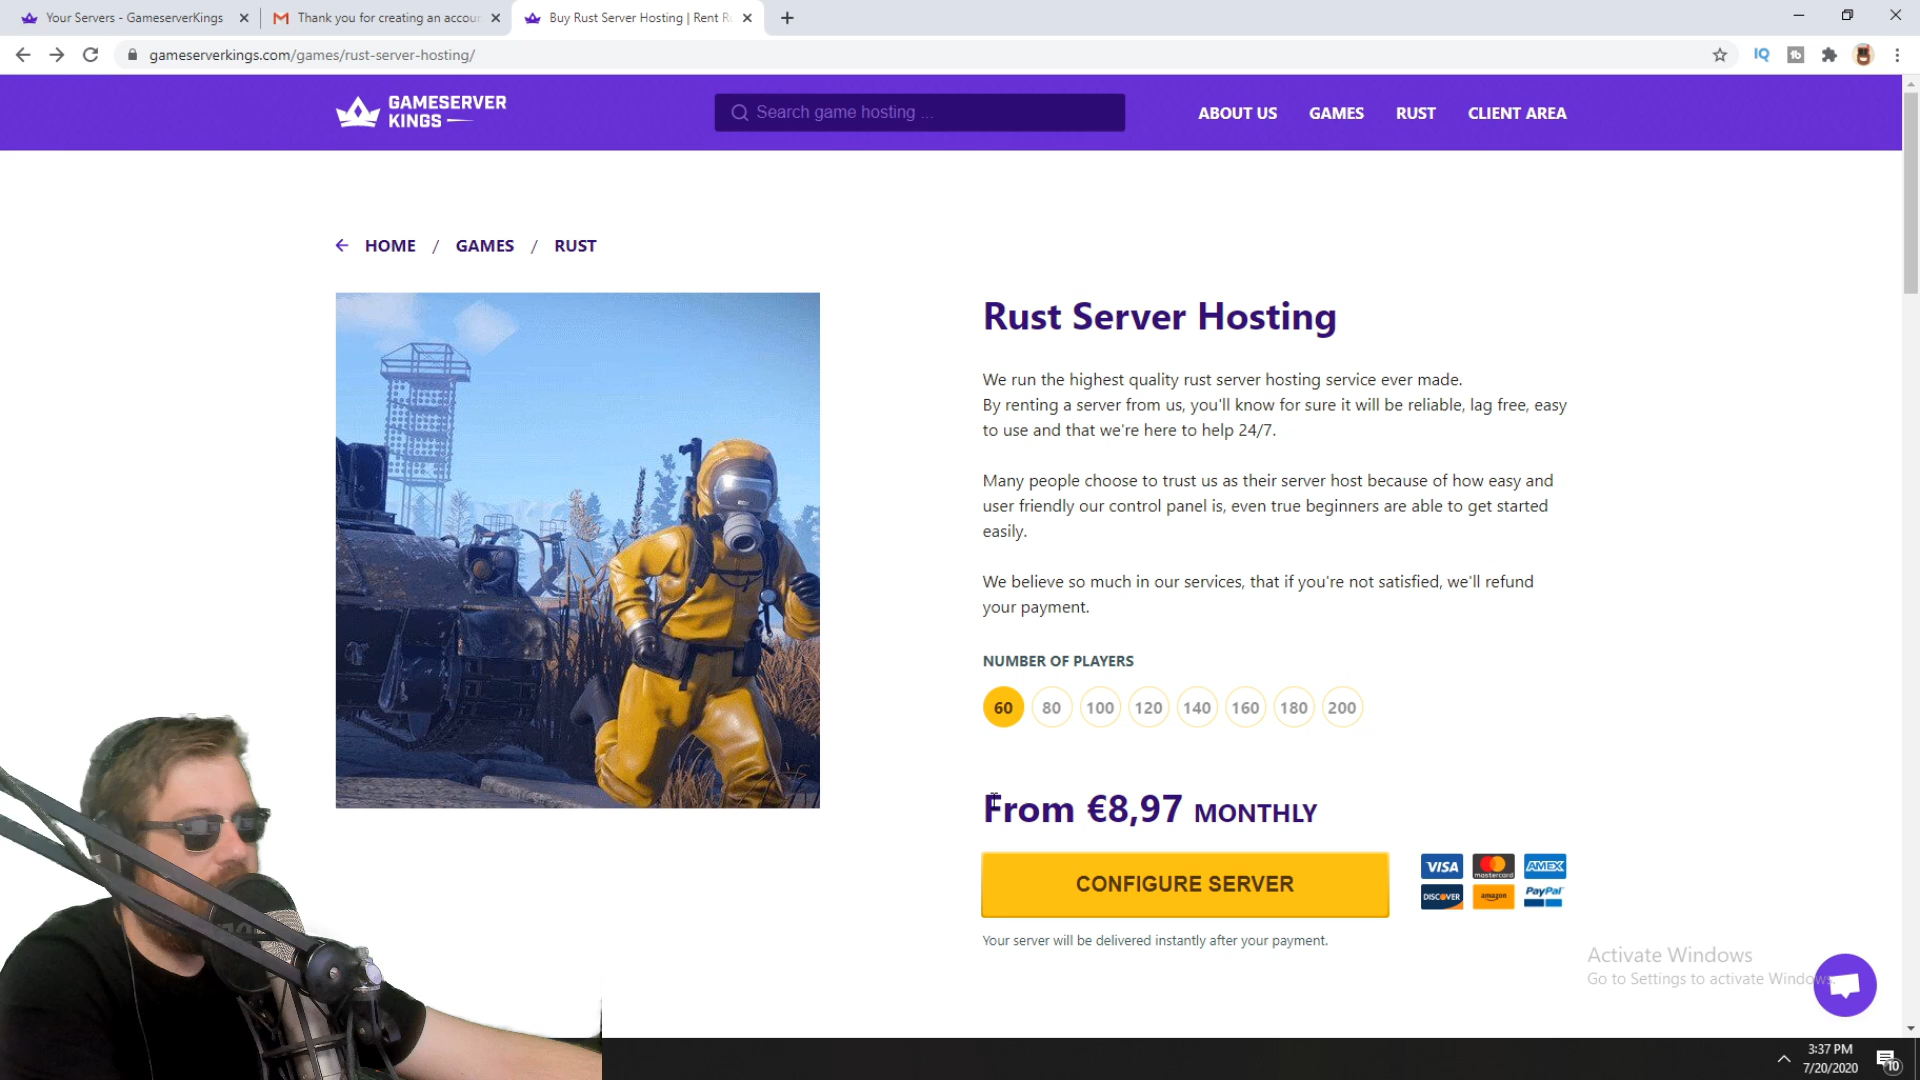 Your Servers - GameserverKings
Thank you for creating an accou
Buy Rust Server Hosting | Rent R
gameserverkings.com/games/rust-server-hosting/
IQ
GAMESERVER
KINGS
Search game hosting ...
ABOUT US
GAMES
RUST
CLIENT AREA
HOME / GAMES / RUST
Rust Server Hosting
We run the highest quality rust server hosting service ever made.
By renting a server from us, you'll know for sure it will be reliable, lag free, easy
to use and that we're here to help 24/7.
Many people choose to trust us as their server host because of how easy and
user friendly our control panel is, even true beginners are able to get started
easily.
We believe so much in our services, that if you're not satisfied, we'll refund
your payment.
NUMBER OF PLAYERS
60 80 100 120 140 160 180 200
From €8,97 MONTHLY
CONFIGURE SERVER
VISA mastercard AMEX
DISCOVER amazon PayPal
Your server will be delivered instantly after your payment.
Activate Windows
Go to Settings to activate Windows.
3:37 PM
7/20/2020
10